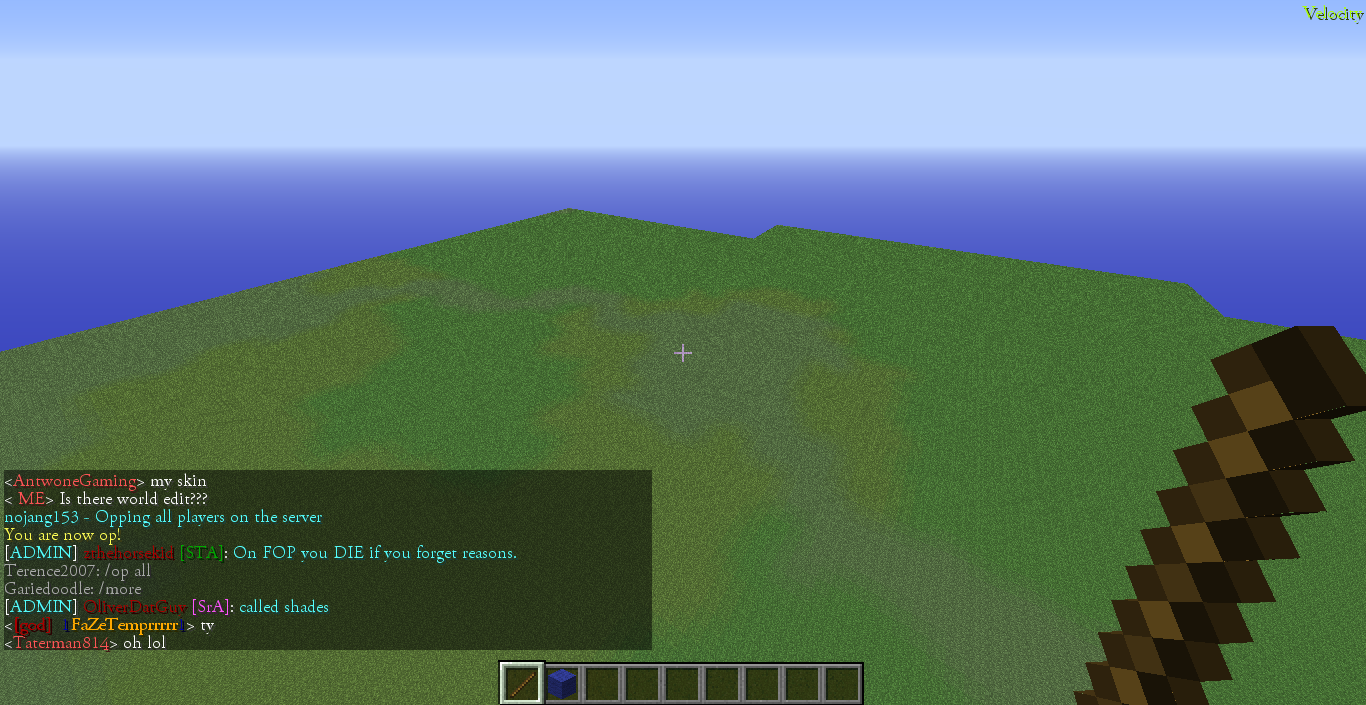 Velocity
<AntwoneGaming> my skin
< ME> Is there world edit???
nojang153 - Opping all players on the server
You are now op!
[ADMIN] [STA]: On FOP you DIE if you forget reasons.
Terence2007: /op all
Gariedoodle: /more
[ADMIN] OliverDatGuy [SrA]: called shades
<[god] FaZeTemprrrrr > ty
<Taterman814> oh lol